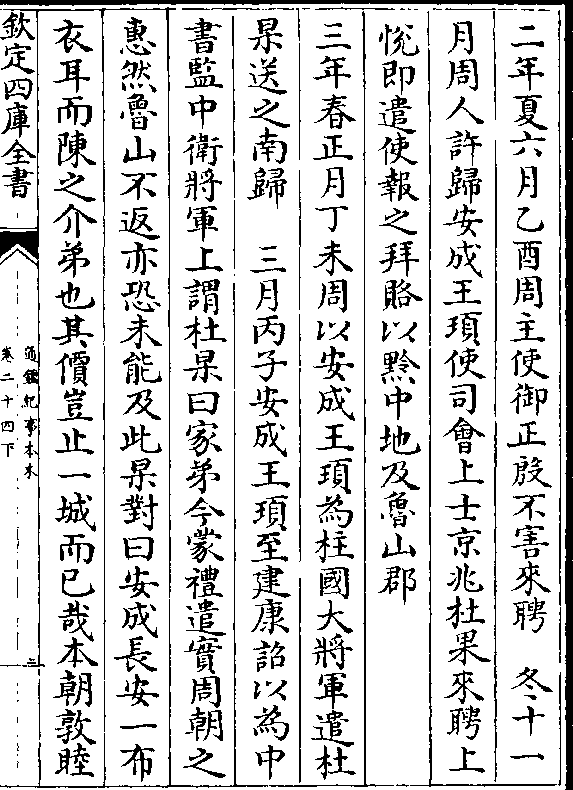 二年夏六月乙酉周主使御正殷不害來聘　冬十一
月周人許歸安成王頊使司會上士京兆杜杲來聘上
悅即遣使報之拜賂以黔中地及魯山郡
三年春正月丁未周以安成王頊為柱國大將軍遣杜
杲送之南歸　三月丙子安成王頊至建康詔以為中
書監中衛將軍上謂杜杲曰家弟今蒙禮遣實周朝之
惠然魯山不返亦恐未能及此杲對曰安成長安一布
衣耳而陳之介弟也其價豈止一城而已哉本朝敦睦
欽定四庫全書
通鑑紀事本末
卷二十四下
三